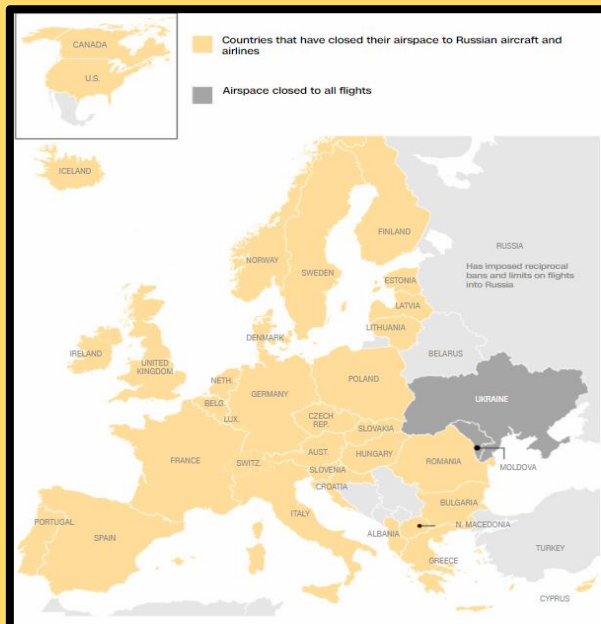 CANADA
U.S.
Countries that have closed their airspace to Russian aircraft and
airlines
Airspace closed to all flights
ICELAND
FINLAND
RUSSIA
NORWAY
SWEDEN
Has imposed reciprocal
bans and limits on flights
into Russia
ESTONIA
LATVIA
LITHUANIA
DENMARK
IRELAND
UNITED
KINGDOM
BELARUS
NETH.
POLAND
BELG.
GERMANY
UKRAINE
LUX.
CZECH
REP.
SLOVAKIA
FRANCE
SWITZ.
AUST.
HUNGARY
ROMANIA
MOLDOVA
SLOVENIA
CROATIA
ITALY
BULGARIA
PORTUGAL
SPAIN
ALBANIA
N. MACEDONIA
GREECE
TURKEY
CYPRUS